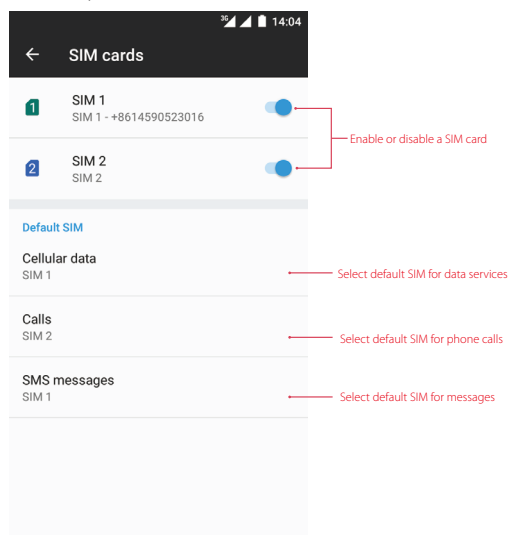 3G 14:04
SIM cards
1
SIM 1
SIM 1 - +8614590523016
Enable or disable a SIM card
2
SIM 2
SIM 2
Default SIM
Cellular data
SIM 1
Select default SIM for data services
Calls
SIM 2
Select default SIM for phone calls
SMS messages
SIM 1
Select default SIM for messages